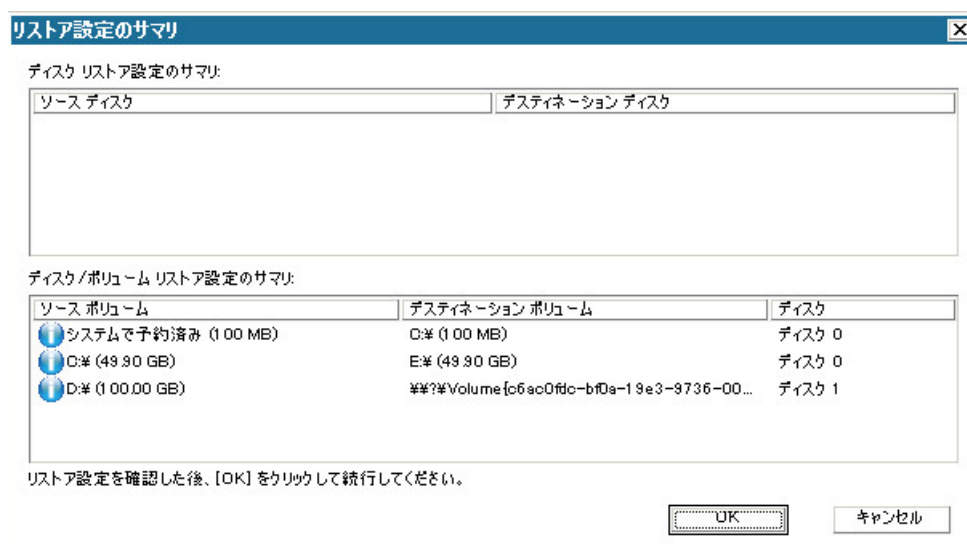 リストア設定のサマリ
ディスク リストア設定のサマリ:
ソース ディスク デスティネーション ディスク
ディスク/ボリューム リストア設定のサマリ:
ソース ボリューム デスティネーション ボリューム ディスク
システムで予約済み (100 MB) C:¥ (100 MB) ディスク 0
C:¥ (49.90 GB) E:¥ (49.90 GB) ディスク 0
D:¥ (100.00 GB) ¥¥?¥Volume{c6ac0fdc-bf0a-19e3-9736-00... ディスク 1
リストア設定を確認した後、[OK] をクリックして続行してください。
OK キャンセル